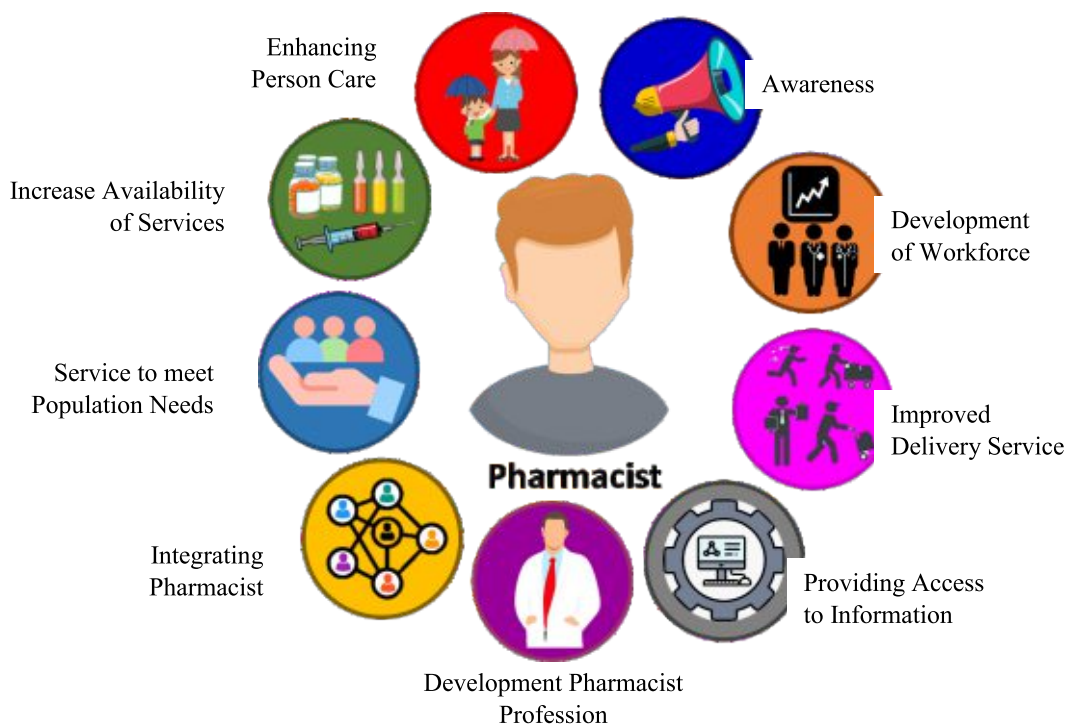 Enhancing
Person Care
Awareness
Increase Availability
of Services
Development
of Workforce
Service to meet
Population Needs
Improved
Delivery Service
Pharmacist
Integrating
Pharmacist
Providing Access
to Information
Development Pharmacist
Profession